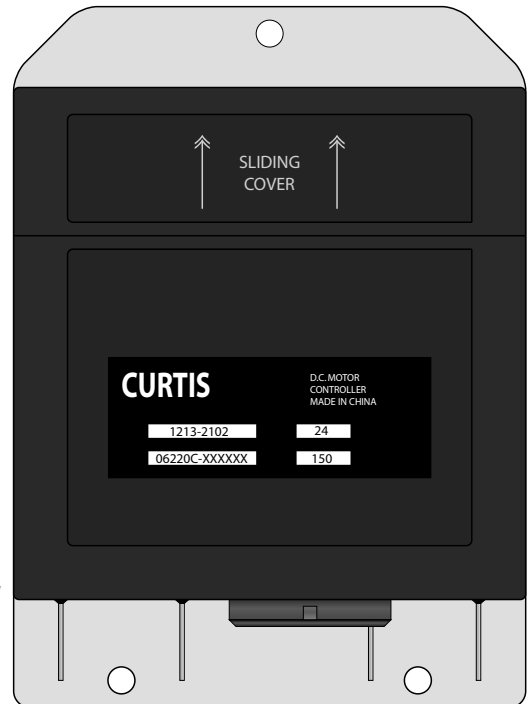 SLIDING
COVER
CURTIS
D.C. MOTOR
CONTROLLER
MADE IN CHINA
1213-2102 24
06220C-XXXXXX 150